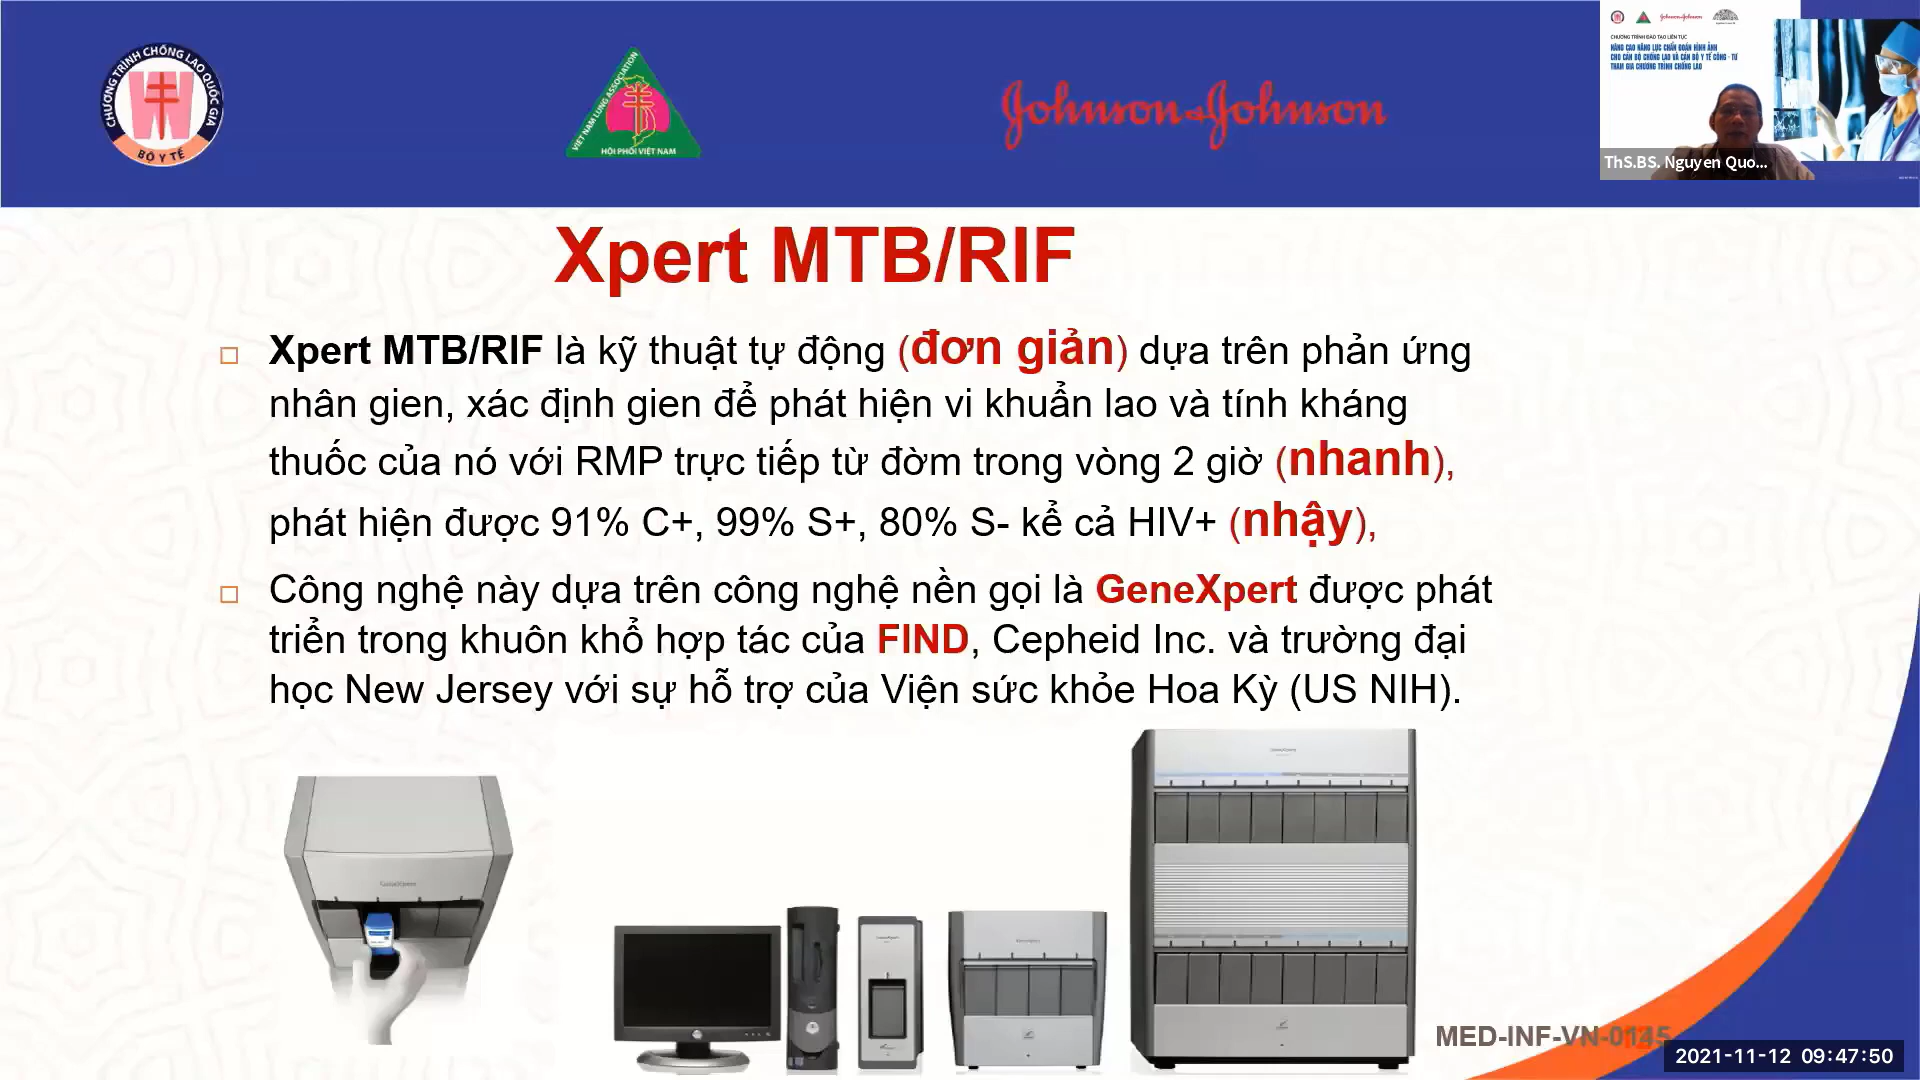 CHƯƠNG TRÌNH CHỐNG LAO QUỐC GIA
BỘ Y TẾ
VIET NAM LUNG ASSOCIATION
HỘI PHỔI VIỆT NAM
Johnson & Johnson
CHƯƠNG TRÌNH ĐÀO TẠO LIÊN TỤC
NÂNG CAO NĂNG LỰC CHẨN ĐOÁN HÌNH ẢNH
CHO CÁN BỘ CHỐNG LAO VÀ CÁN BỘ Y TẾ CÔNG - TƯ
THAM GIA CHƯƠNG TRÌNH CHỐNG LAO
ThS.BS. Nguyen Quo...
Xpert MTB/RIF
Xpert MTB/RIF là kỹ thuật tự động (đơn giản) dựa trên phản ứng
nhân gien, xác định gien để phát hiện vi khuẩn lao và tính kháng
thuốc của nó với RMP trực tiếp từ đờm trong vòng 2 giờ (nhanh),
phát hiện được 91% C+, 99% S+, 80% S- kể cả HIV+ (nhậy),
Công nghệ này dựa trên công nghệ nền gọi là GeneXpert được phát
triển trong khuôn khổ hợp tác của FIND, Cepheid Inc. và trường đại
học New Jersey với sự hỗ trợ của Viện sức khỏe Hoa Kỳ (US NIH).
GeneXpert
MED-INF-VN-0145
2021-11-12 09:47:50